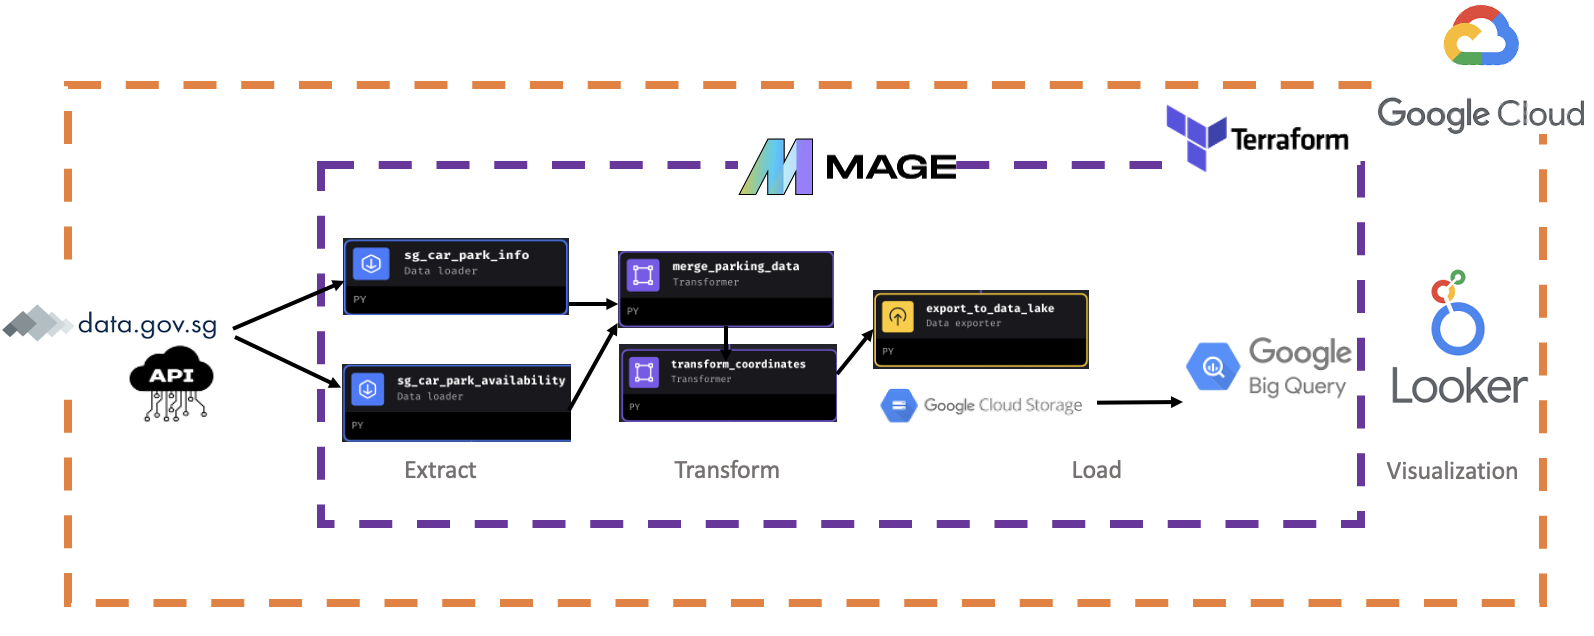 Google Cloud
Terraform
MAGE
data.gov.sg
API
sg_car_park_info
Data loader
PY
sg_car_park_availability
Data loader
PY
Extract
merge_parking_data
Transformer
PY
transform_coordinates
Transformer
PY
Transform
export_to_data_lake
Data exporter
PY
Google Cloud Storage
Google
Big Query
Load
Looker
Visualization